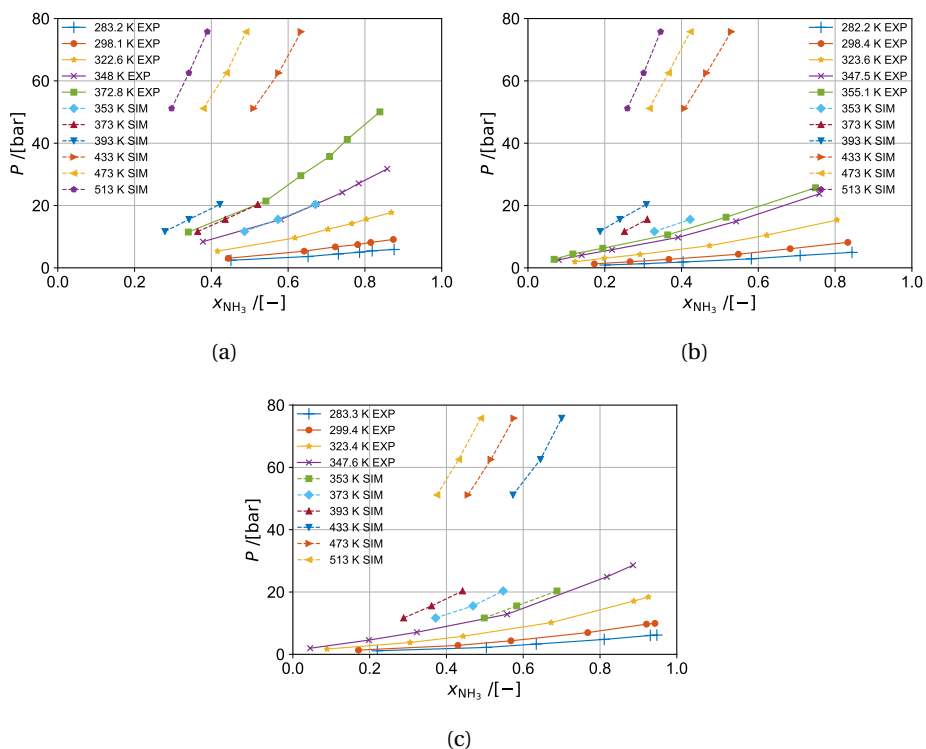 80
60
40
20
0
P /[bar]
283.2 K EXP
298.1 K EXP
322.6 K EXP
348 K EXP
372.8 K EXP
353 K SIM
373 K SIM
393 K SIM
433 K SIM
473 K SIM
513 K SIM
0.0 0.2 0.4 0.6 0.8 1.0
xNH3 /[−]
(a)
80
60
40
20
0
P /[bar]
282.2 K EXP
298.4 K EXP
323.6 K EXP
347.5 K EXP
355.1 K EXP
353 K SIM
373 K SIM
393 K SIM
433 K SIM
473 K SIM
513 K SIM
0.0 0.2 0.4 0.6 0.8 1.0
xNH3 /[−]
(b)
80
60
40
20
0
P /[bar]
283.3 K EXP
299.4 K EXP
323.4 K EXP
347.6 K EXP
353 K SIM
373 K SIM
393 K SIM
433 K SIM
473 K SIM
513 K SIM
0.0 0.2 0.4 0.6 0.8 1.0
xNH3 /[−]
(c)